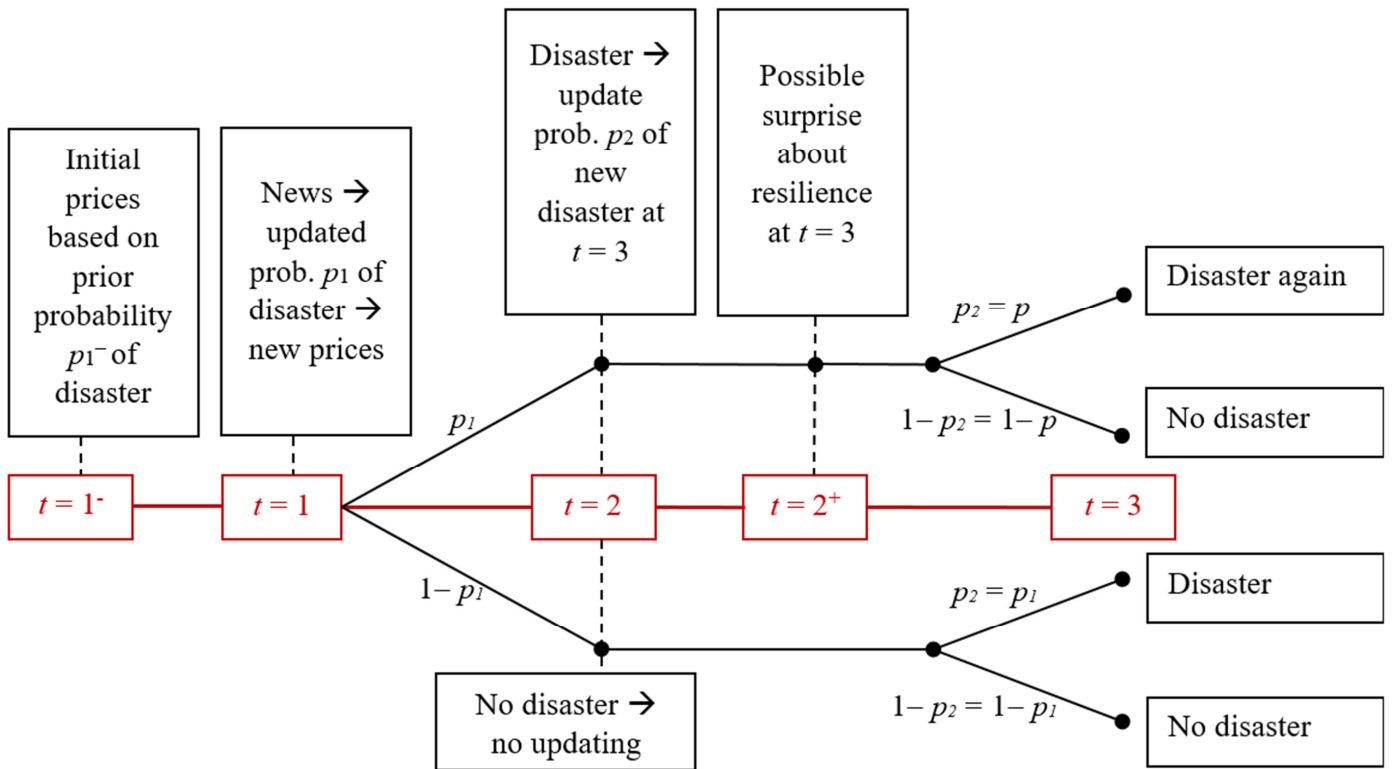 Initial
prices
based on
prior
probability
p₁⁻ of
disaster
News →
updated
prob. p₁ of
disaster →
new prices
Disaster →
update
prob. p₂ of
new
disaster at
t = 3
Possible
surprise
about
resilience
at t = 3
Disaster again
p₂ = p
No disaster
1– p₂ = 1– p
p₁
t = 1⁻
t = 1
t = 2
t = 2⁺
t = 3
1– p₁
Disaster
p₂ = p₁
No disaster
1– p₂ = 1– p₁
No disaster →
no updating